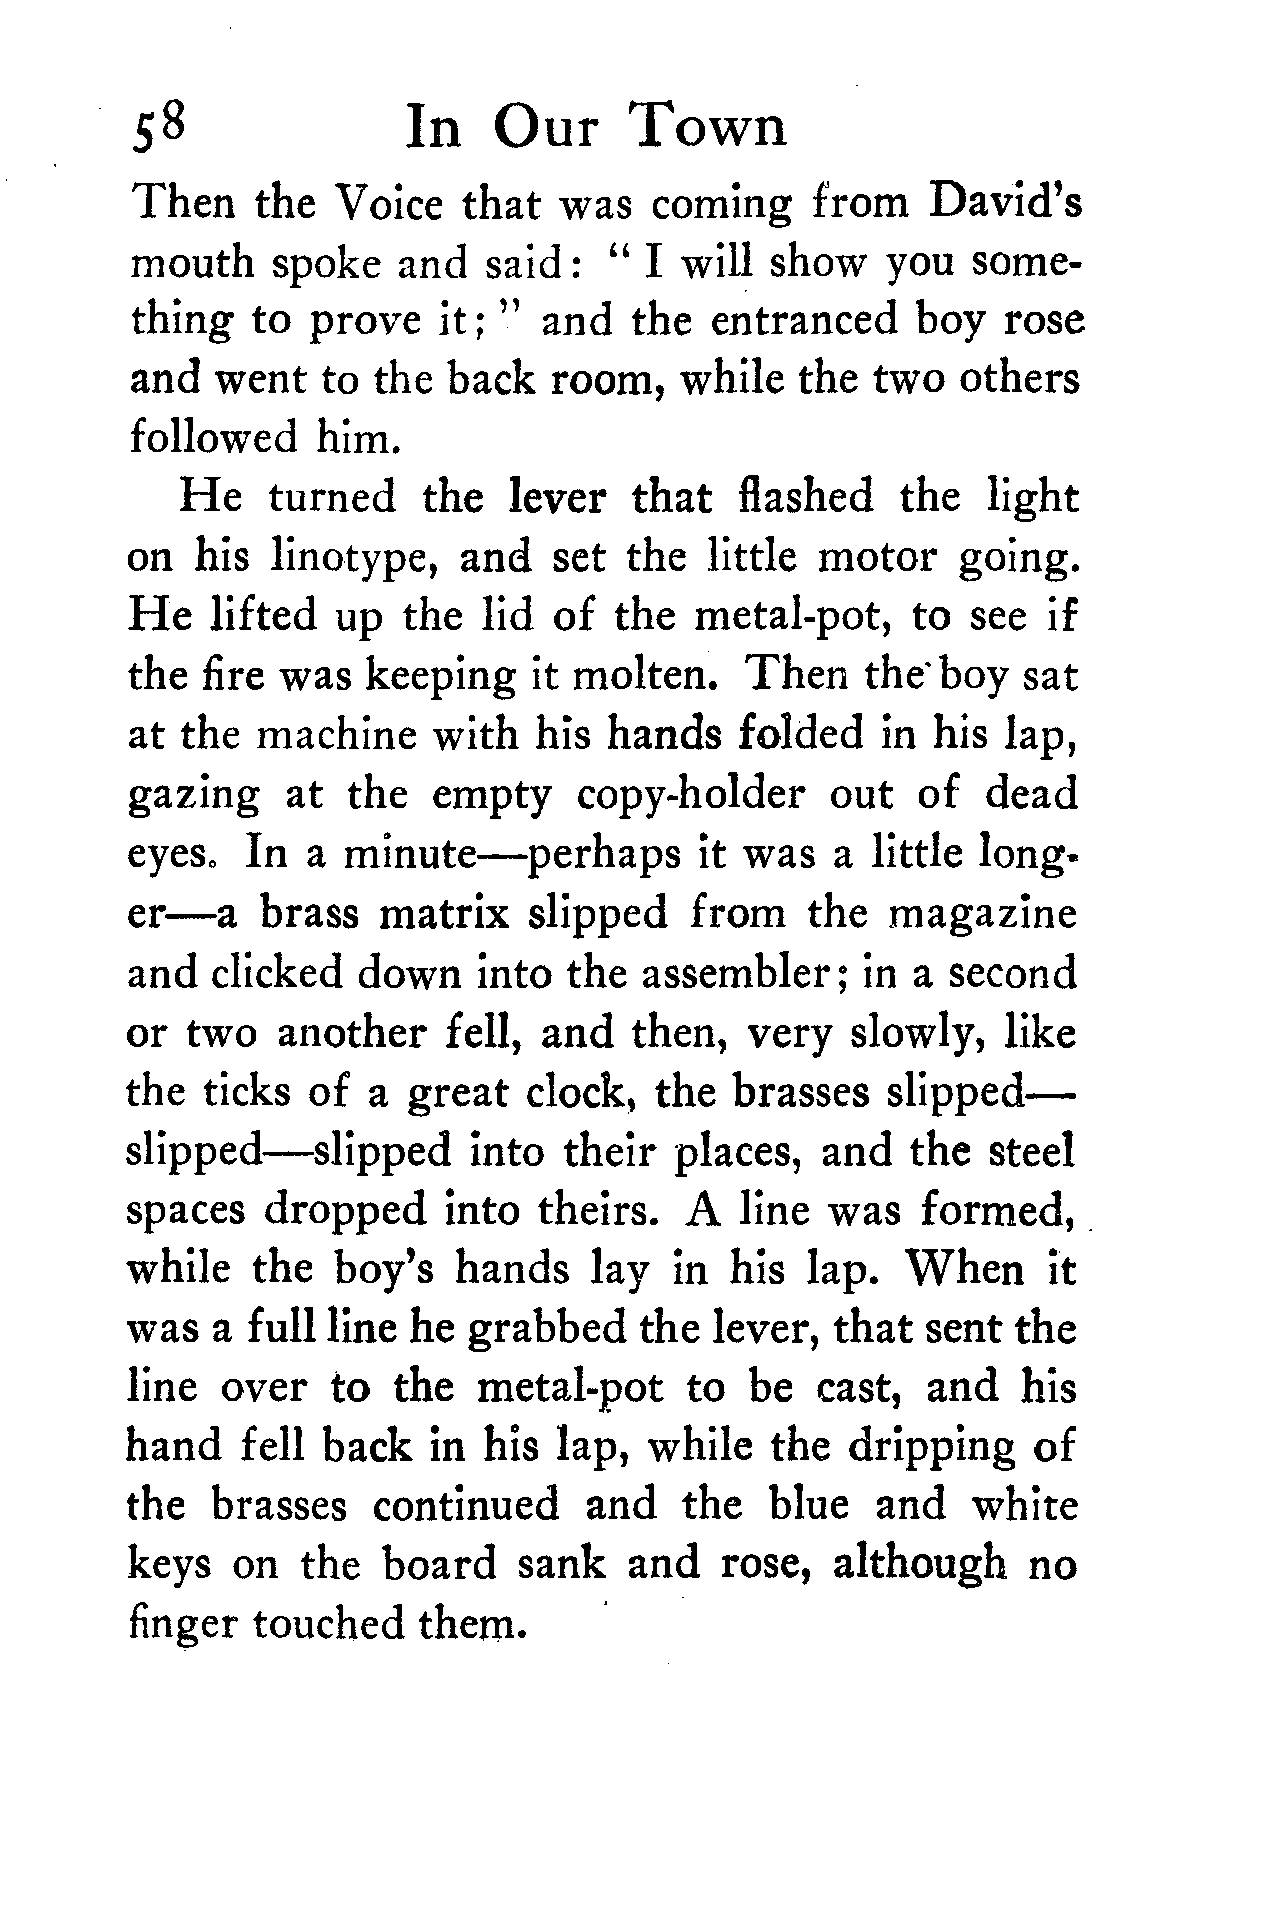 58 In Our Town
Then the Voice that was coming from David's
mouth spoke and said: " I will show you some-
thing to prove it; " and the entranced boy rose
and went to the back room, while the two others
followed him.
He turned the lever that flashed the light
on his linotype, and set the little motor going.
He lifted up the lid of the metal-pot, to see if
the fire was keeping it molten. Then the boy sat
at the machine with his hands folded in his lap,
gazing at the empty copy-holder out of dead
eyes. In a minute—perhaps it was a little long-
er—a brass matrix slipped from the magazine
and clicked down into the assembler; in a second
or two another fell, and then, very slowly, like
the ticks of a great clock, the brasses slipped—
slipped—slipped into their places, and the steel
spaces dropped into theirs. A line was formed,
while the boy's hands lay in his lap. When it
was a full line he grabbed the lever, that sent the
line over to the metal-pot to be cast, and his
hand fell back in his lap, while the dripping of
the brasses continued and the blue and white
keys on the board sank and rose, although no
finger touched them.